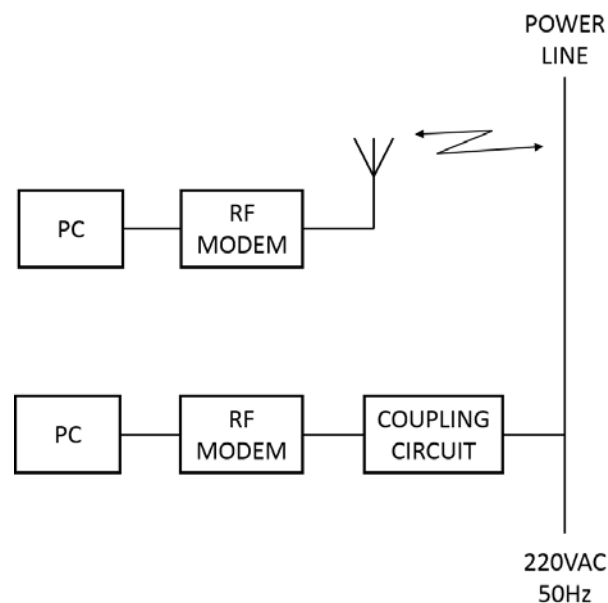 POWER
LINE
PC
RF
MODEM
PC
RF
MODEM
COUPLING
CIRCUIT
220VAC
50Hz